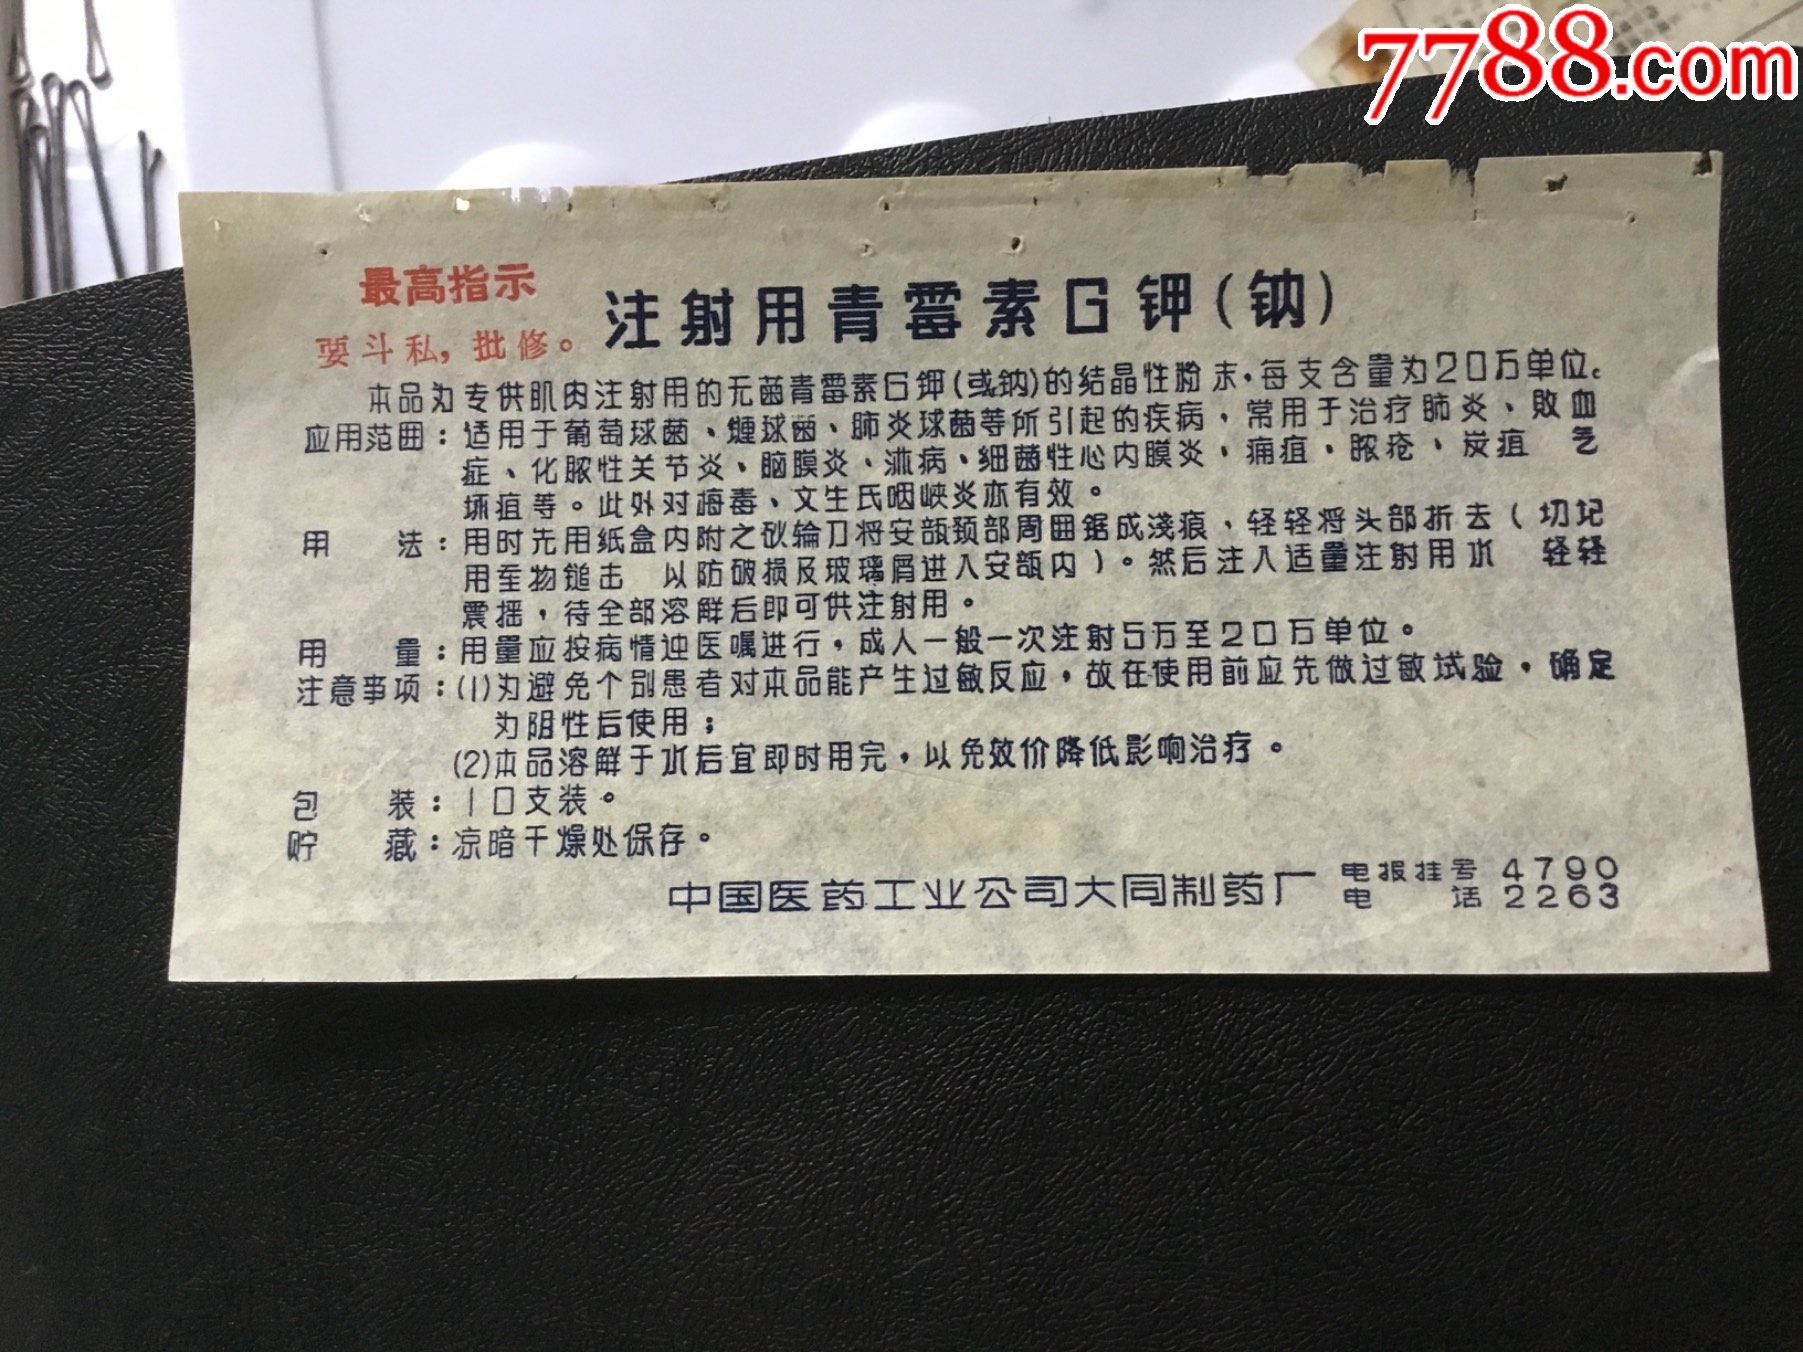 7788.com
最高指示
要斗私，批修。
注射用青霉素G钾(钠)
本品为专供肌肉注射用的无菌青霉素G钾(或钠)的结晶性粉末，每支含量为20万单位。
应用范囲：适用于葡萄球菌、链球菌、肺炎球菌等所引起的疾病，常用于治疗肺炎、败血
症、化脓性关节炎、脑膜炎、淋病、细菌性心内膜炎，痈疽、脓疮、炭疽 气
坏疽等。此外对梅毒、文生氏咽峡炎亦有效。
用 法：用时先用纸盒内附之砂轮刀将安瓿颈部周囲锯成浅痕，轻轻将头部折去(切记
用重物锤击 以防破损及玻璃屑进入安瓿内)。然后注入适量注射用水 轻轻
震摇，待全部溶觧后即可供注射用。
用 量：用量应按病情迎医嘱进行，成人一般一次注射5万至20万单位。
注意事项：(1)为避免个别患者对本品能产生过敏反应，故在使用前应先做过敏试验，确定
为阴性后使用；
(2)本品溶觧于水后宜即时用完，以免效价降低影响治疗。
包 装：10支装。
贮 藏：凉暗干燥处保存。
中国医药工业公司大同制药厂
电报挂号 4790
电 话 2263